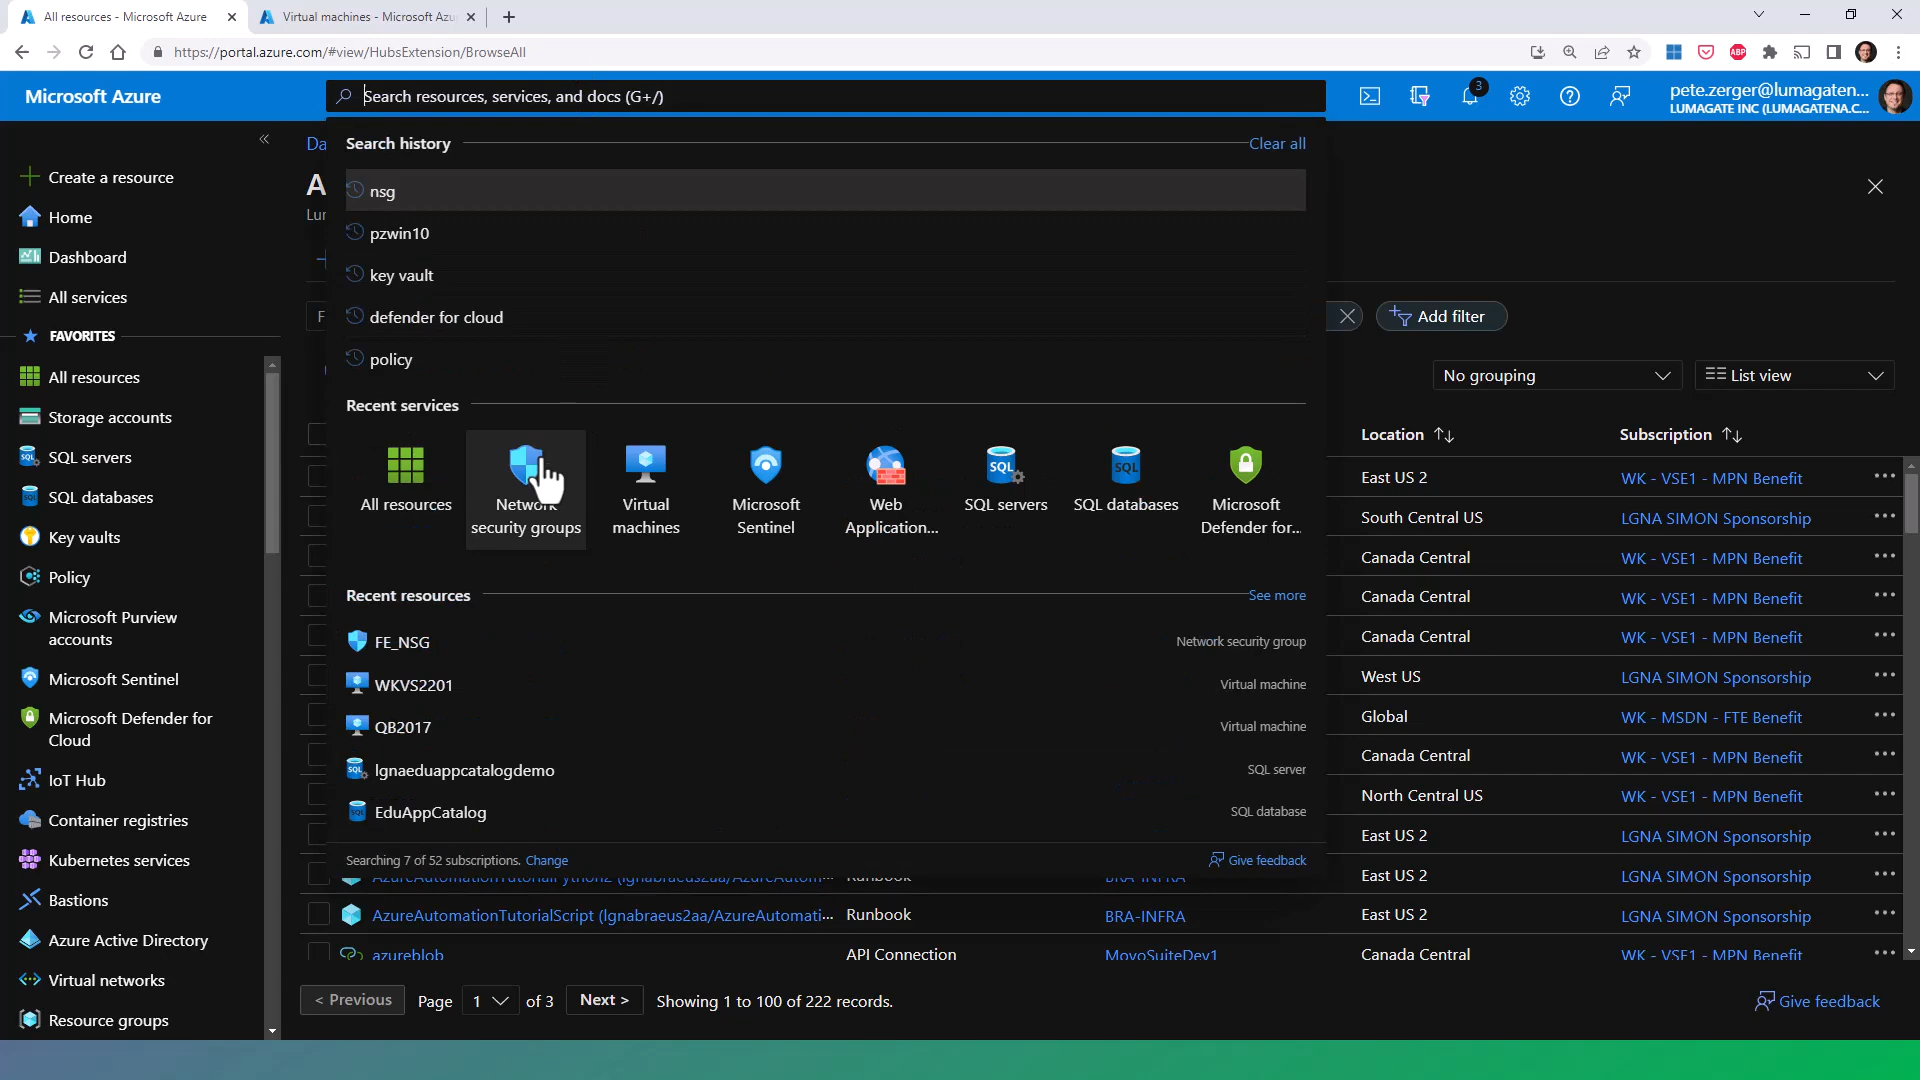 All resources - Microsoft Azure
Virtual machines - Microsoft Azu
https://portal.azure.com/#view/HubsExtension/BrowseAll
Microsoft Azure
Search resources, services, and docs (G+/)
3
pete.zerger@lumagaten...
LUMAGATE INC (LUMAGATENA.C...
Create a resource
Home
Dashboard
All services
FAVORITES
All resources
Storage accounts
SQL servers
SQL databases
Key vaults
Policy
Microsoft Purview
accounts
Microsoft Sentinel
Microsoft Defender for
Cloud
IoT Hub
Container registries
Kubernetes services
Bastions
Azure Active Directory
Virtual networks
Resource groups
Da
A
Lur
F
Search history
Clear all
nsg
pzwin10
key vault
defender for cloud
policy
Recent services
All resources
Network
security groups
Virtual
machines
Microsoft
Sentinel
Web
Application...
SQL servers
SQL databases
Microsoft
Defender for...
Recent resources
See more
FE_NSG
Network security group
WKVS2201
Virtual machine
QB2017
Virtual machine
lgnaeduappcatalogdemo
SQL server
EduAppCatalog
SQL database
Searching 7 of 52 subscriptions. Change
Give feedback
Add filter
No grouping
List view
Location
Subscription
East US 2
WK - VSE1 - MPN Benefit
South Central US
LGNA SIMON Sponsorship
Canada Central
WK - VSE1 - MPN Benefit
Canada Central
WK - VSE1 - MPN Benefit
Canada Central
WK - VSE1 - MPN Benefit
West US
LGNA SIMON Sponsorship
Global
WK - MSDN - FTE Benefit
Canada Central
WK - VSE1 - MPN Benefit
North Central US
WK - VSE1 - MPN Benefit
East US 2
LGNA SIMON Sponsorship
AzureAutomationTutorialPython2 (lgnabraeus2aa/AzureAutom...
Runbook
BRA-INFRA
East US 2
LGNA SIMON Sponsorship
AzureAutomationTutorialScript (lgnabraeus2aa/AzureAutomati...
Runbook
BRA-INFRA
East US 2
LGNA SIMON Sponsorship
azureblob
API Connection
MovoSuiteDev1
Canada Central
WK - VSE1 - MPN Benefit
< Previous
Page
1
of 3
Next >
Showing 1 to 100 of 222 records.
Give feedback